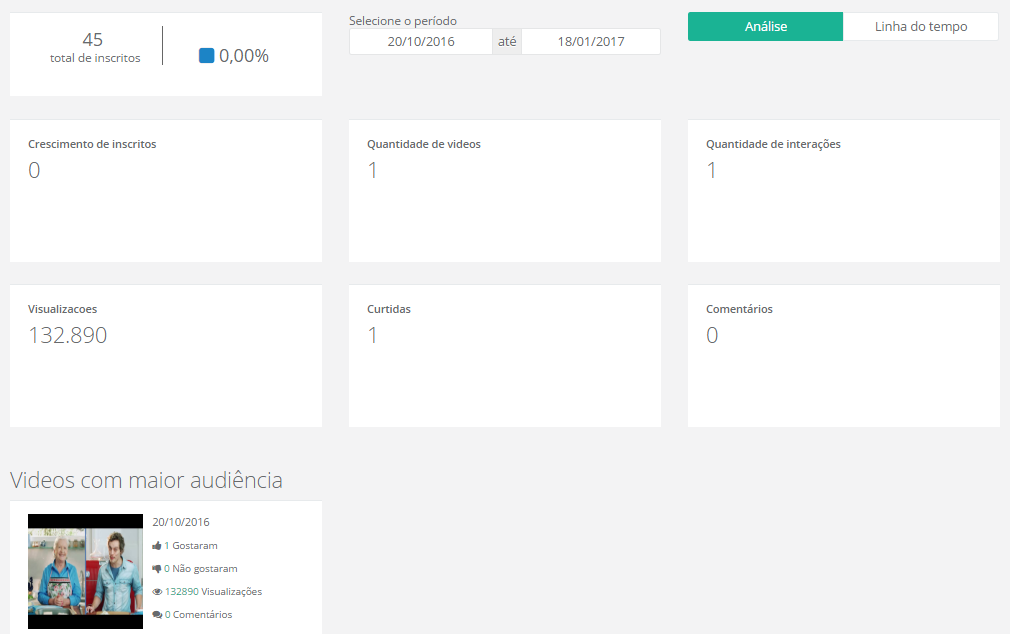 45
total de inscritos
0,00%
Selecione o período
20/10/2016 até 18/01/2017
Análise
Linha do tempo
Crescimento de inscritos
0
Quantidade de videos
1
Quantidade de interações
1
Visualizacoes
132.890
Curtidas
1
Comentários
0
Videos com maior audiência
20/10/2016
1 Gostaram
0 Não gostaram
132890 Visualizações
0 Comentários